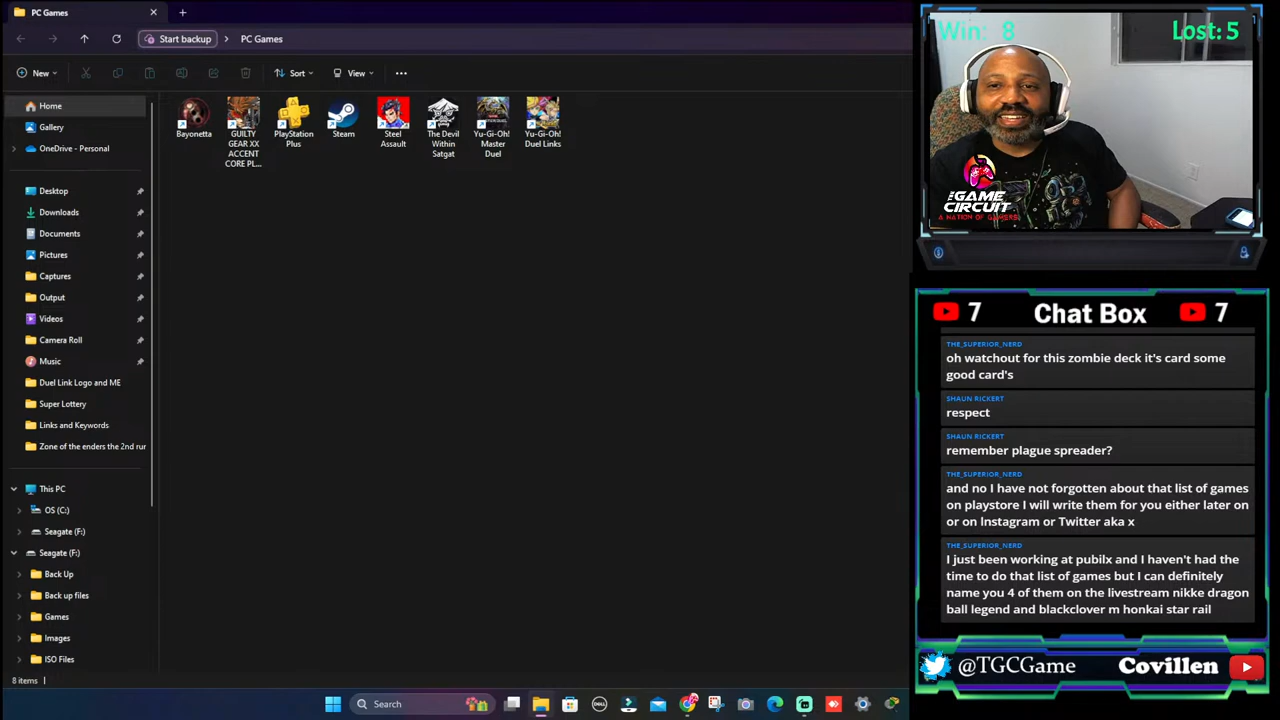 PC Games
Start backup
PC Games
New
Sort
View
Home
Gallery
OneDrive - Personal
Desktop
Downloads
Documents
Pictures
Captures
Output
Videos
Camera Roll
Music
Duel Link Logo and ME
Super Lottery
Links and Keywords
Zone of the enders the 2nd rur
This PC
OS (C:)
Seagate (F:)
Seagate (F:)
Back Up
Back up files
Games
Images
ISO Files
8 items
Bayonetta
GUILTY
GEAR XX
ACCENT
CORE PL...
PlayStation
Plus
Steam
Steel
Assault
The Devil
Within
Satgat
Yu-Gi-Oh!
Master
Duel
Yu-Gi-Oh!
Duel Links
Search
DELL
Win: 8
Lost: 5
THE GAME
CIRCUIT
A NATION OF GAMERS
7 Chat Box 7
THE_SUPERIOR_NERD
oh watchout for this zombie deck it's card some
good card's
SHAUN RICKERT
respect
SHAUN RICKERT
remember plague spreader?
THE_SUPERIOR_NERD
and no I have not forgotten about that list of games
on playstore I will write them for you either later on
or on Instagram or Twitter aka x
THE_SUPERIOR_NERD
I just been working at pubilx and I haven't had the
time to do that list of games but I can definitely
name you 4 of them on the livestream nikke dragon
ball legend and blackclover m honkai star rail
@TGCGame Covillen